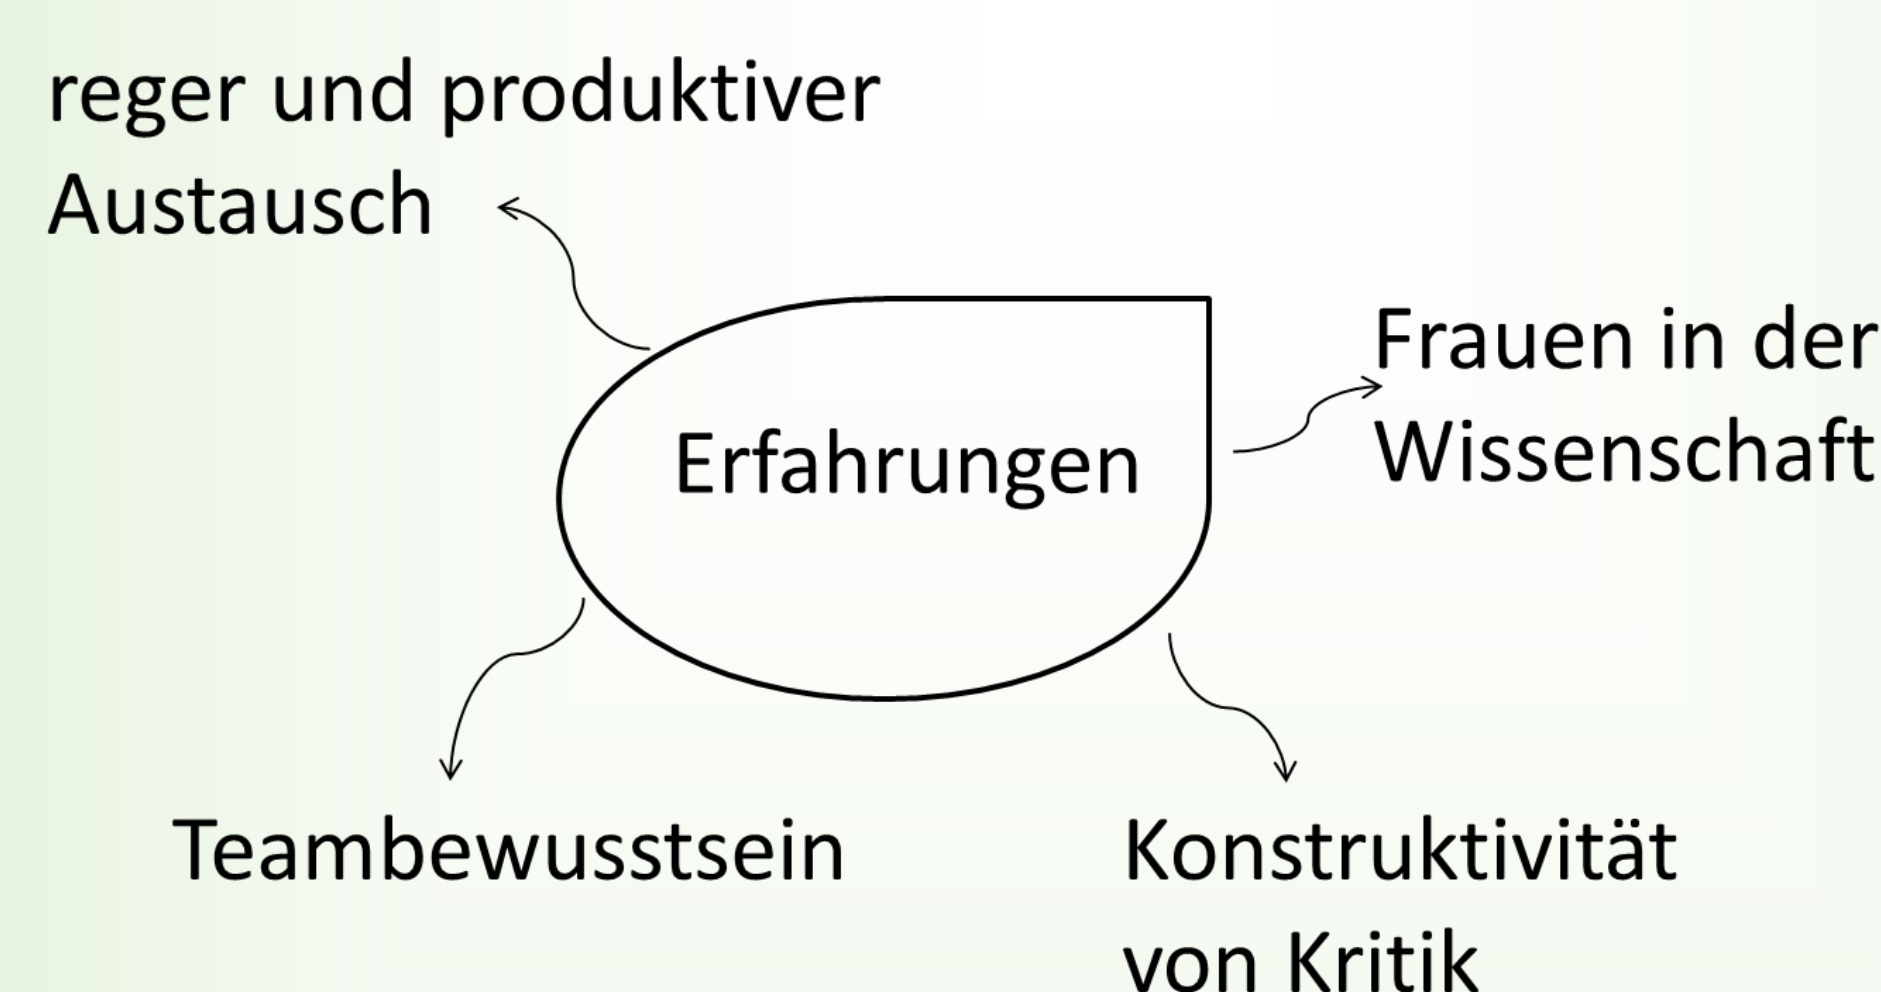 reger und produktiver
Austausch
Frauen in der
Wissenschaft
Erfahrungen
Teambewusstsein
Konstruktivität
von Kritik